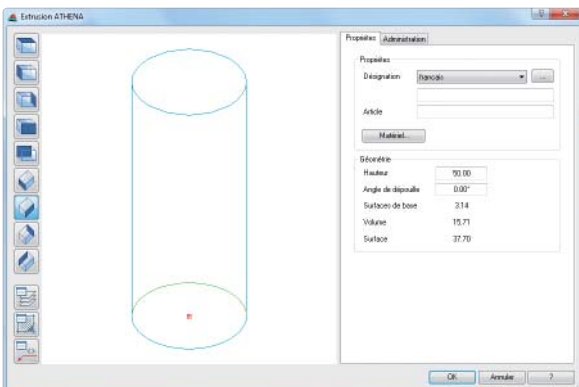 Extrusion ATHENA
Propriétés Administration
Propriétés
Désignation francais ...
Article
Matériel...
Géométrie
Hauteur 50.00
Angle de dépouille 0.00°
Surfaces de base 3.14
Volume 15.71
Surface 37.70
OK Annuler ?